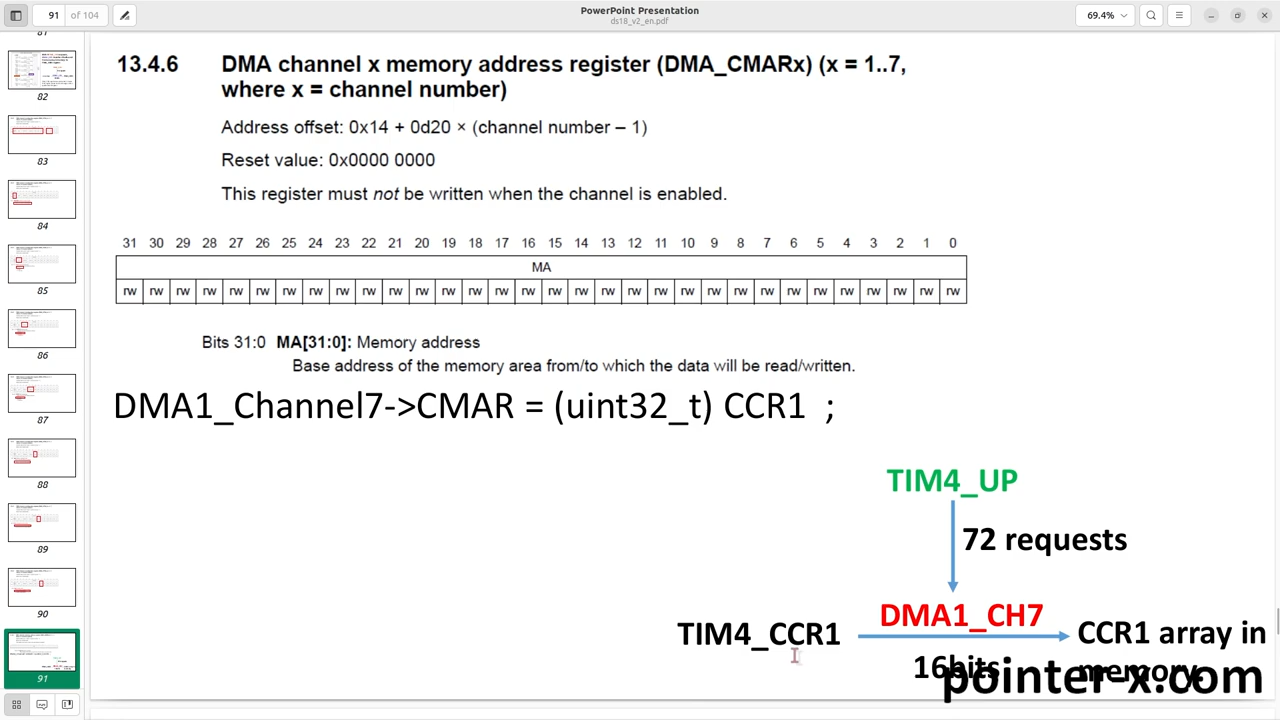 PowerPoint Presentation
ds18_v2_en.pdf
91 of 104
69.4%
81
82
83
84
85
86
87
88
89
90
91
13.4.6 DMA channel x memory address register (DMA_CMARx) (x = 1..7,
where x = channel number)
Address offset: 0x14 + 0d20 × (channel number – 1)
Reset value: 0x0000 0000
This register must not be written when the channel is enabled.
31 30 29 28 27 26 25 24 23 22 21 20 19 18 17 16 15 14 13 12 11 10 9 8 7 6 5 4 3 2 1 0
MA
rw rw rw rw rw rw rw rw rw rw rw rw rw rw rw rw rw rw rw rw rw rw rw rw rw rw rw rw rw rw rw rw
Bits 31:0 MA[31:0]: Memory address
Base address of the memory area from/to which the data will be read/written.
DMA1_Channel7->CMAR = (uint32_t) CCR1 ;
TIM4_UP
72 requests
DMA1_CH7
TIM4_CCR1
CCR1 array in
16bits
memory.
pointer-x.com